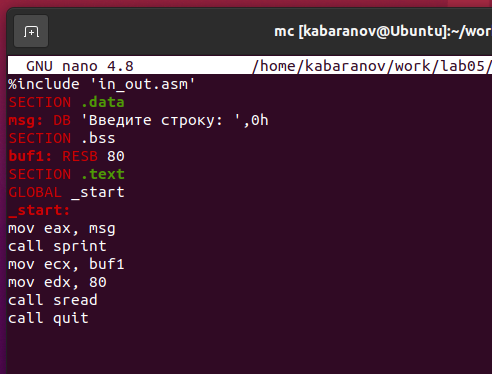 mc [kabaranov@Ubuntu]:~/wor
GNU nano 4.8 /home/kabaranov/work/lab05/
%include 'in_out.asm'
SECTION .data
msg: DB 'Введите строку: ',0h
SECTION .bss
buf1: RESB 80
SECTION .text
GLOBAL _start
_start:
mov eax, msg
call sprint
mov ecx, buf1
mov edx, 80
call sread
call quit